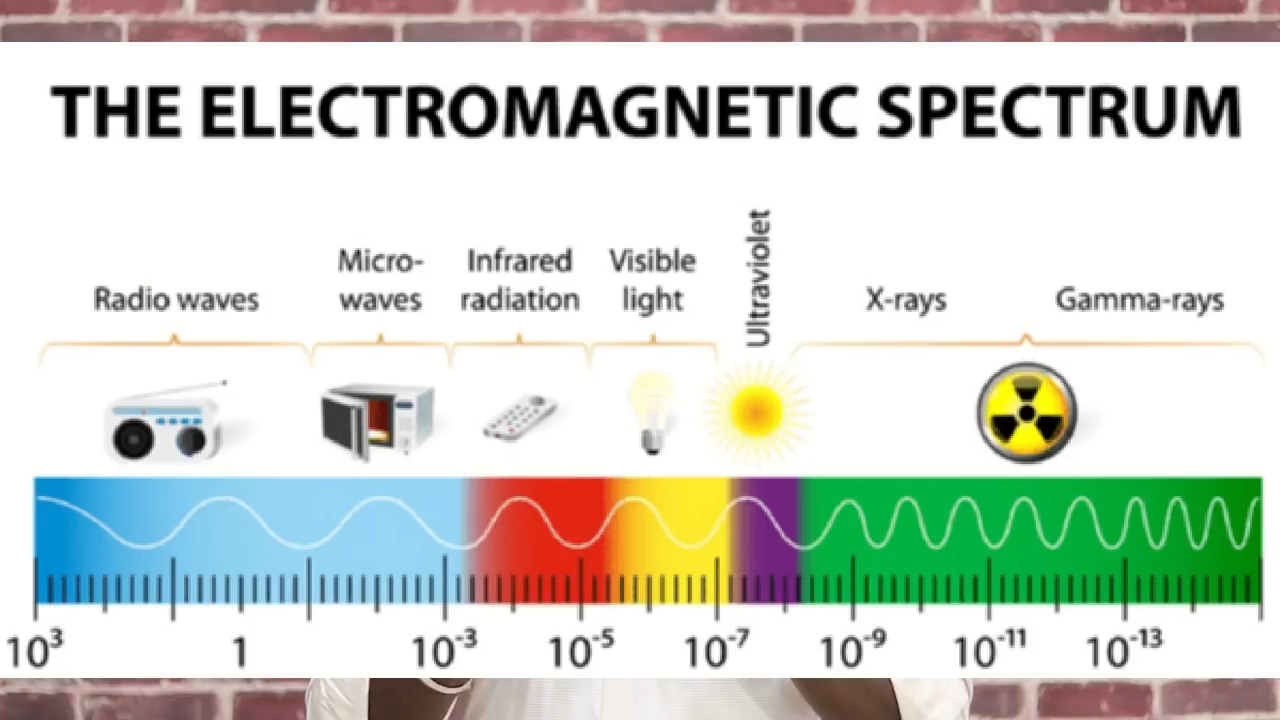 THE ELECTROMAGNETIC SPECTRUM
Radio waves
Micro-
waves
Infrared
radiation
Visible
light
Ultraviolet
X-rays
Gamma-rays
10³ 1 10⁻³ 10⁻⁵ 10⁻⁷ 10⁻⁹ 10⁻¹¹ 10⁻¹³